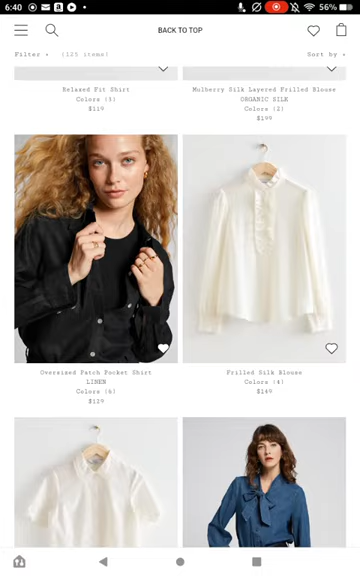 6:40
56%
BACK TO TOP
Filter
(125 items)
Sort by
Relaxed Fit Shirt
Colors (3)
$119
Mulberry Silk Layered Frilled Blouse
ORGANIC SILK
Colors (2)
$199
Oversized Patch Pocket Shirt
LINEN
Colors (6)
$129
Frilled Silk Blouse
Colors (4)
$149